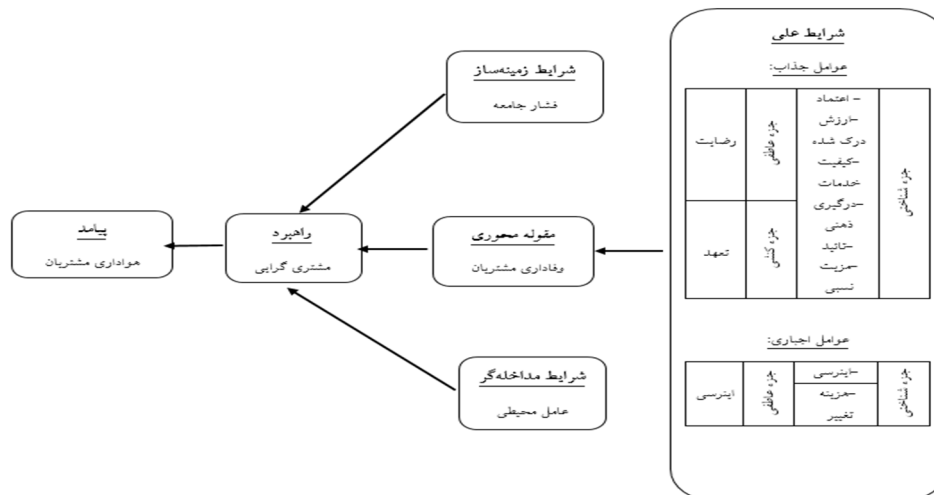 شرایط علی
عوامل جذاب:
جزء شناختی
- اعتماد
-ارزش
درک شده
-کیفیت
خدمات
-درگیری
ذهنی
-تائید
-مزیت
نسبی
جزء عاطفی
رضایت
جزء کنشی
تعهد
عوامل اجباری:
جزء شناختی
-اینرسی
-هزینه
تغییر
جزء عاطفی
اینرسی
شرایط زمینه‌ساز
فشار جامعه
مقوله محوری
وفاداری مشتریان
شرایط مداخله‌گر
عامل محیطی
راهبرد
مشتری گرایی
پیامد
هواداری مشتریان